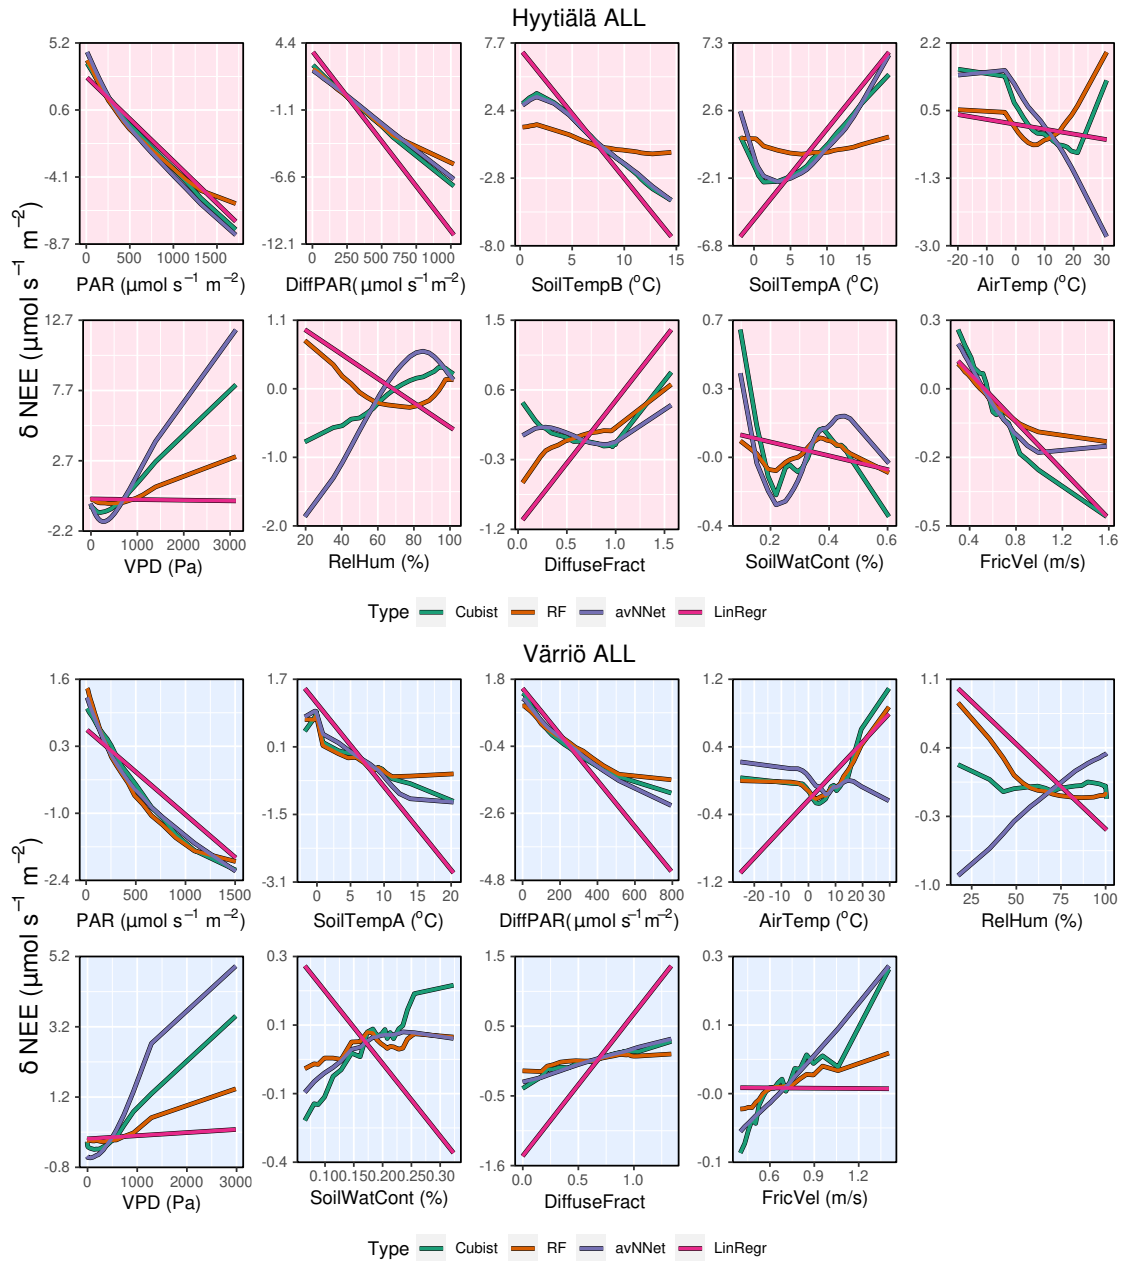 Hyytiälä ALL
δ NEE (μmol s⁻¹ m⁻²)
5.2 0.6 -4.1 -8.7
0 500 1000 1500
PAR (μmol s⁻¹ m⁻²)
4.4 -1.1 -6.6 -12.1
0 250 500 750 1000
DiffPAR(μmol s⁻¹m⁻²)
7.7 2.4 -2.8 -8.0
0 5 10 15
SoilTempB (°C)
7.3 2.6 -2.1 -6.8
0 5 10 15
SoilTempA (°C)
2.2 0.5 -1.3 -3.0
-20 -10 0 10 20 30
AirTemp (°C)
12.7 7.7 2.7 -2.2
0 1000 2000 3000
VPD (Pa)
1.1 0.0 -1.0 -2.0
20 40 60 80 100
RelHum (%)
1.5 0.6 -0.3 -1.2
0.0 0.5 1.0 1.5
DiffuseFract
0.7 0.3 -0.0 -0.4
0.2 0.3 0.4 0.5 0.6
SoilWatCont (%)
0.3 0.0 -0.2 -0.5
0.4 0.8 1.2 1.6
FricVel (m/s)
Type Cubist RF avNNet LinRegr
Värriö ALL
δ NEE (μmol s⁻¹ m⁻²)
1.6 0.3 -1.0 -2.4
0 500 1000 1500
PAR (μmol s⁻¹ m⁻²)
1.7 0.1 -1.5 -3.1
0 5 10 15 20
SoilTempA (°C)
1.8 -0.4 -2.6 -4.8
0 200 400 600 800
DiffPAR(μmol s⁻¹m⁻²)
1.2 0.4 -0.4 -1.2
-20 -10 0 10 20 30
AirTemp (°C)
1.1 0.4 -0.3 -1.0
25 50 75 100
RelHum (%)
5.2 3.2 1.2 -0.8
0 1000 2000 3000
VPD (Pa)
0.3 0.1 -0.1 -0.4
0.100 0.150 0.200 0.250 0.30
SoilWatCont (%)
1.5 0.5 -0.5 -1.6
0.0 0.5 1.0
DiffuseFract
0.3 0.1 -0.0 -0.1
0.6 0.9 1.2
FricVel (m/s)
Type Cubist RF avNNet LinRegr